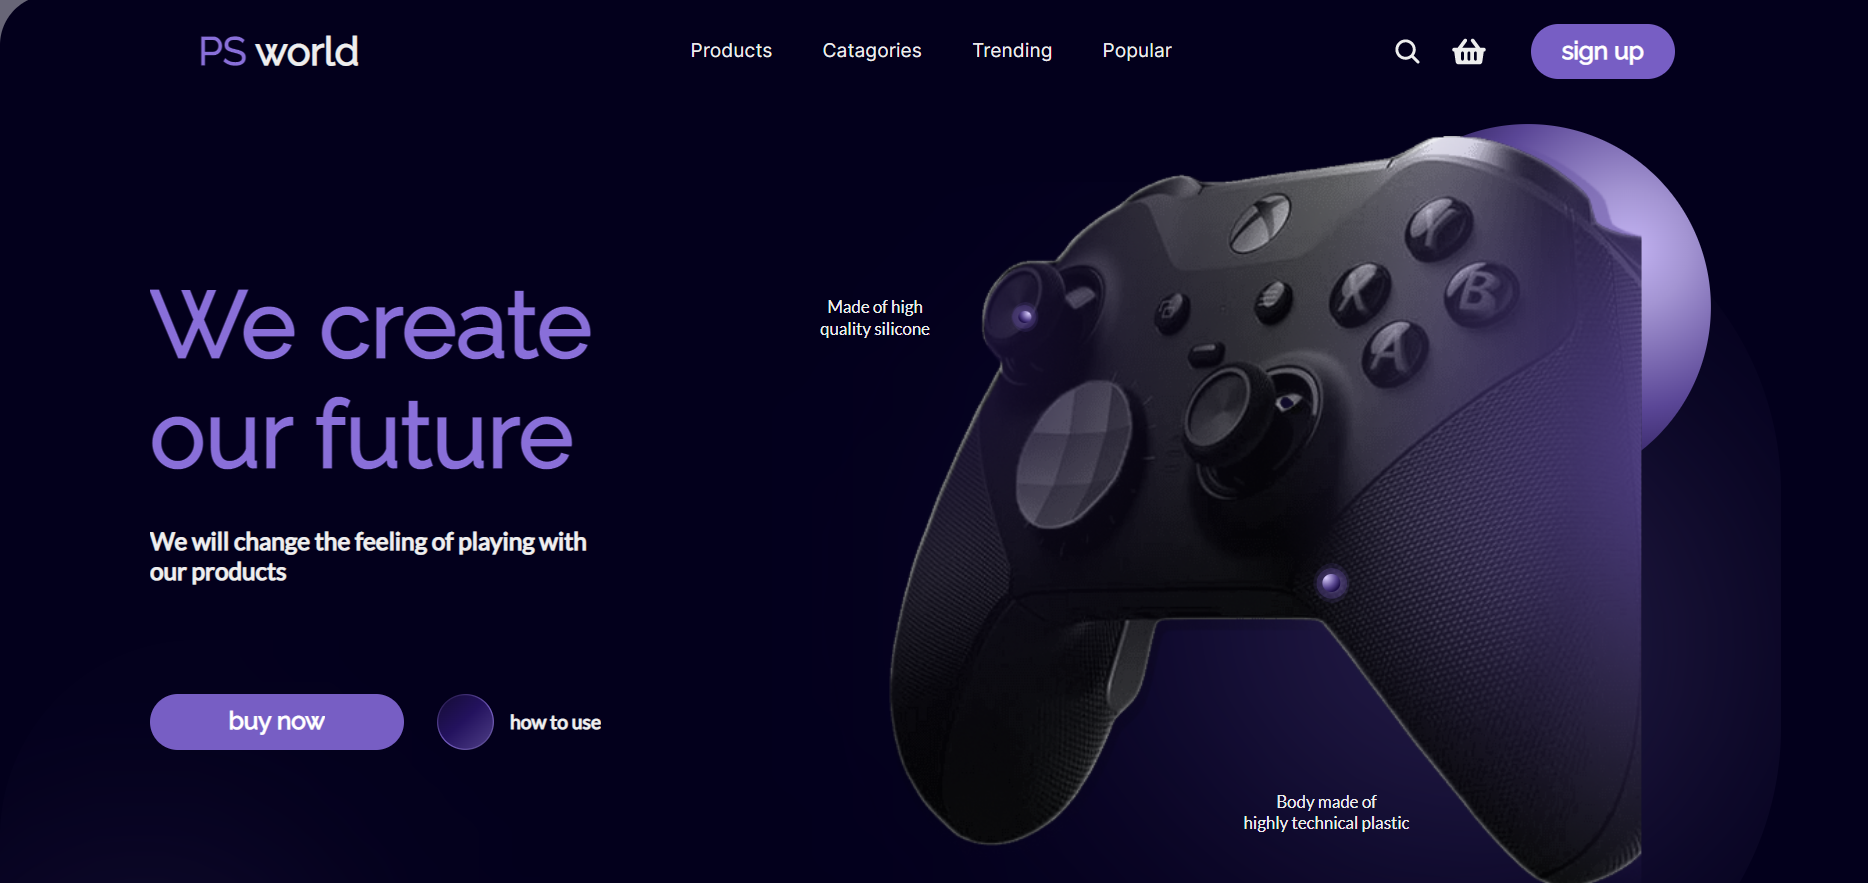 PS world
Products
Catagories
Trending
Popular
sign up
We create
our future
Made of high
quality silicone
Y
X
B
A
We will change the feeling of playing with
our products
buy now
how to use
Body made of
highly technical plastic